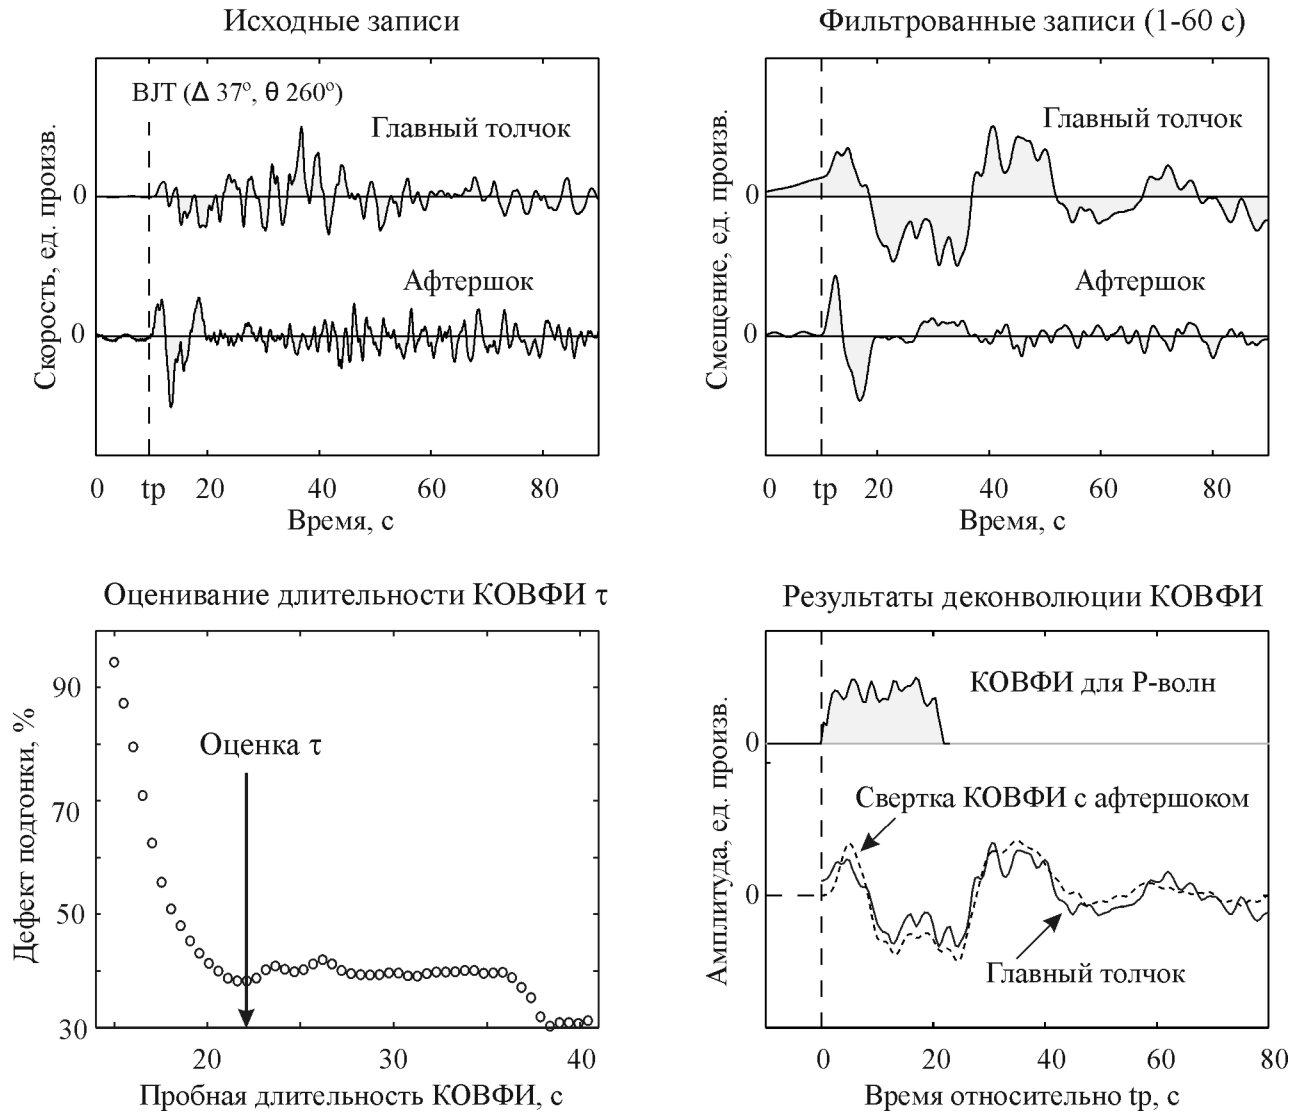 Исходные записи
BJT (Δ 37º, θ 260º)
Главный толчок
0
Афтершок
0
Скорость, ед. произв.
0 tp 20 40 60 80
Время, с
Фильтрованные записи (1-60 с)
Главный толчок
0
Афтершок
0
Смещение, ед. произв.
0 tp 20 40 60 80
Время, с
Оценивание длительности КОВФИ τ
90
Оценка τ
70
50
30
Дефект подгонки, %
20 30 40
Пробная длительность КОВФИ, с
Результаты деконволюции КОВФИ
КОВФИ для P-волн
0
Свертка КОВФИ с афтершоком
0
Главный толчок
Амплитуда, ед. произв.
0 20 40 60 80
Время относительно tp, с